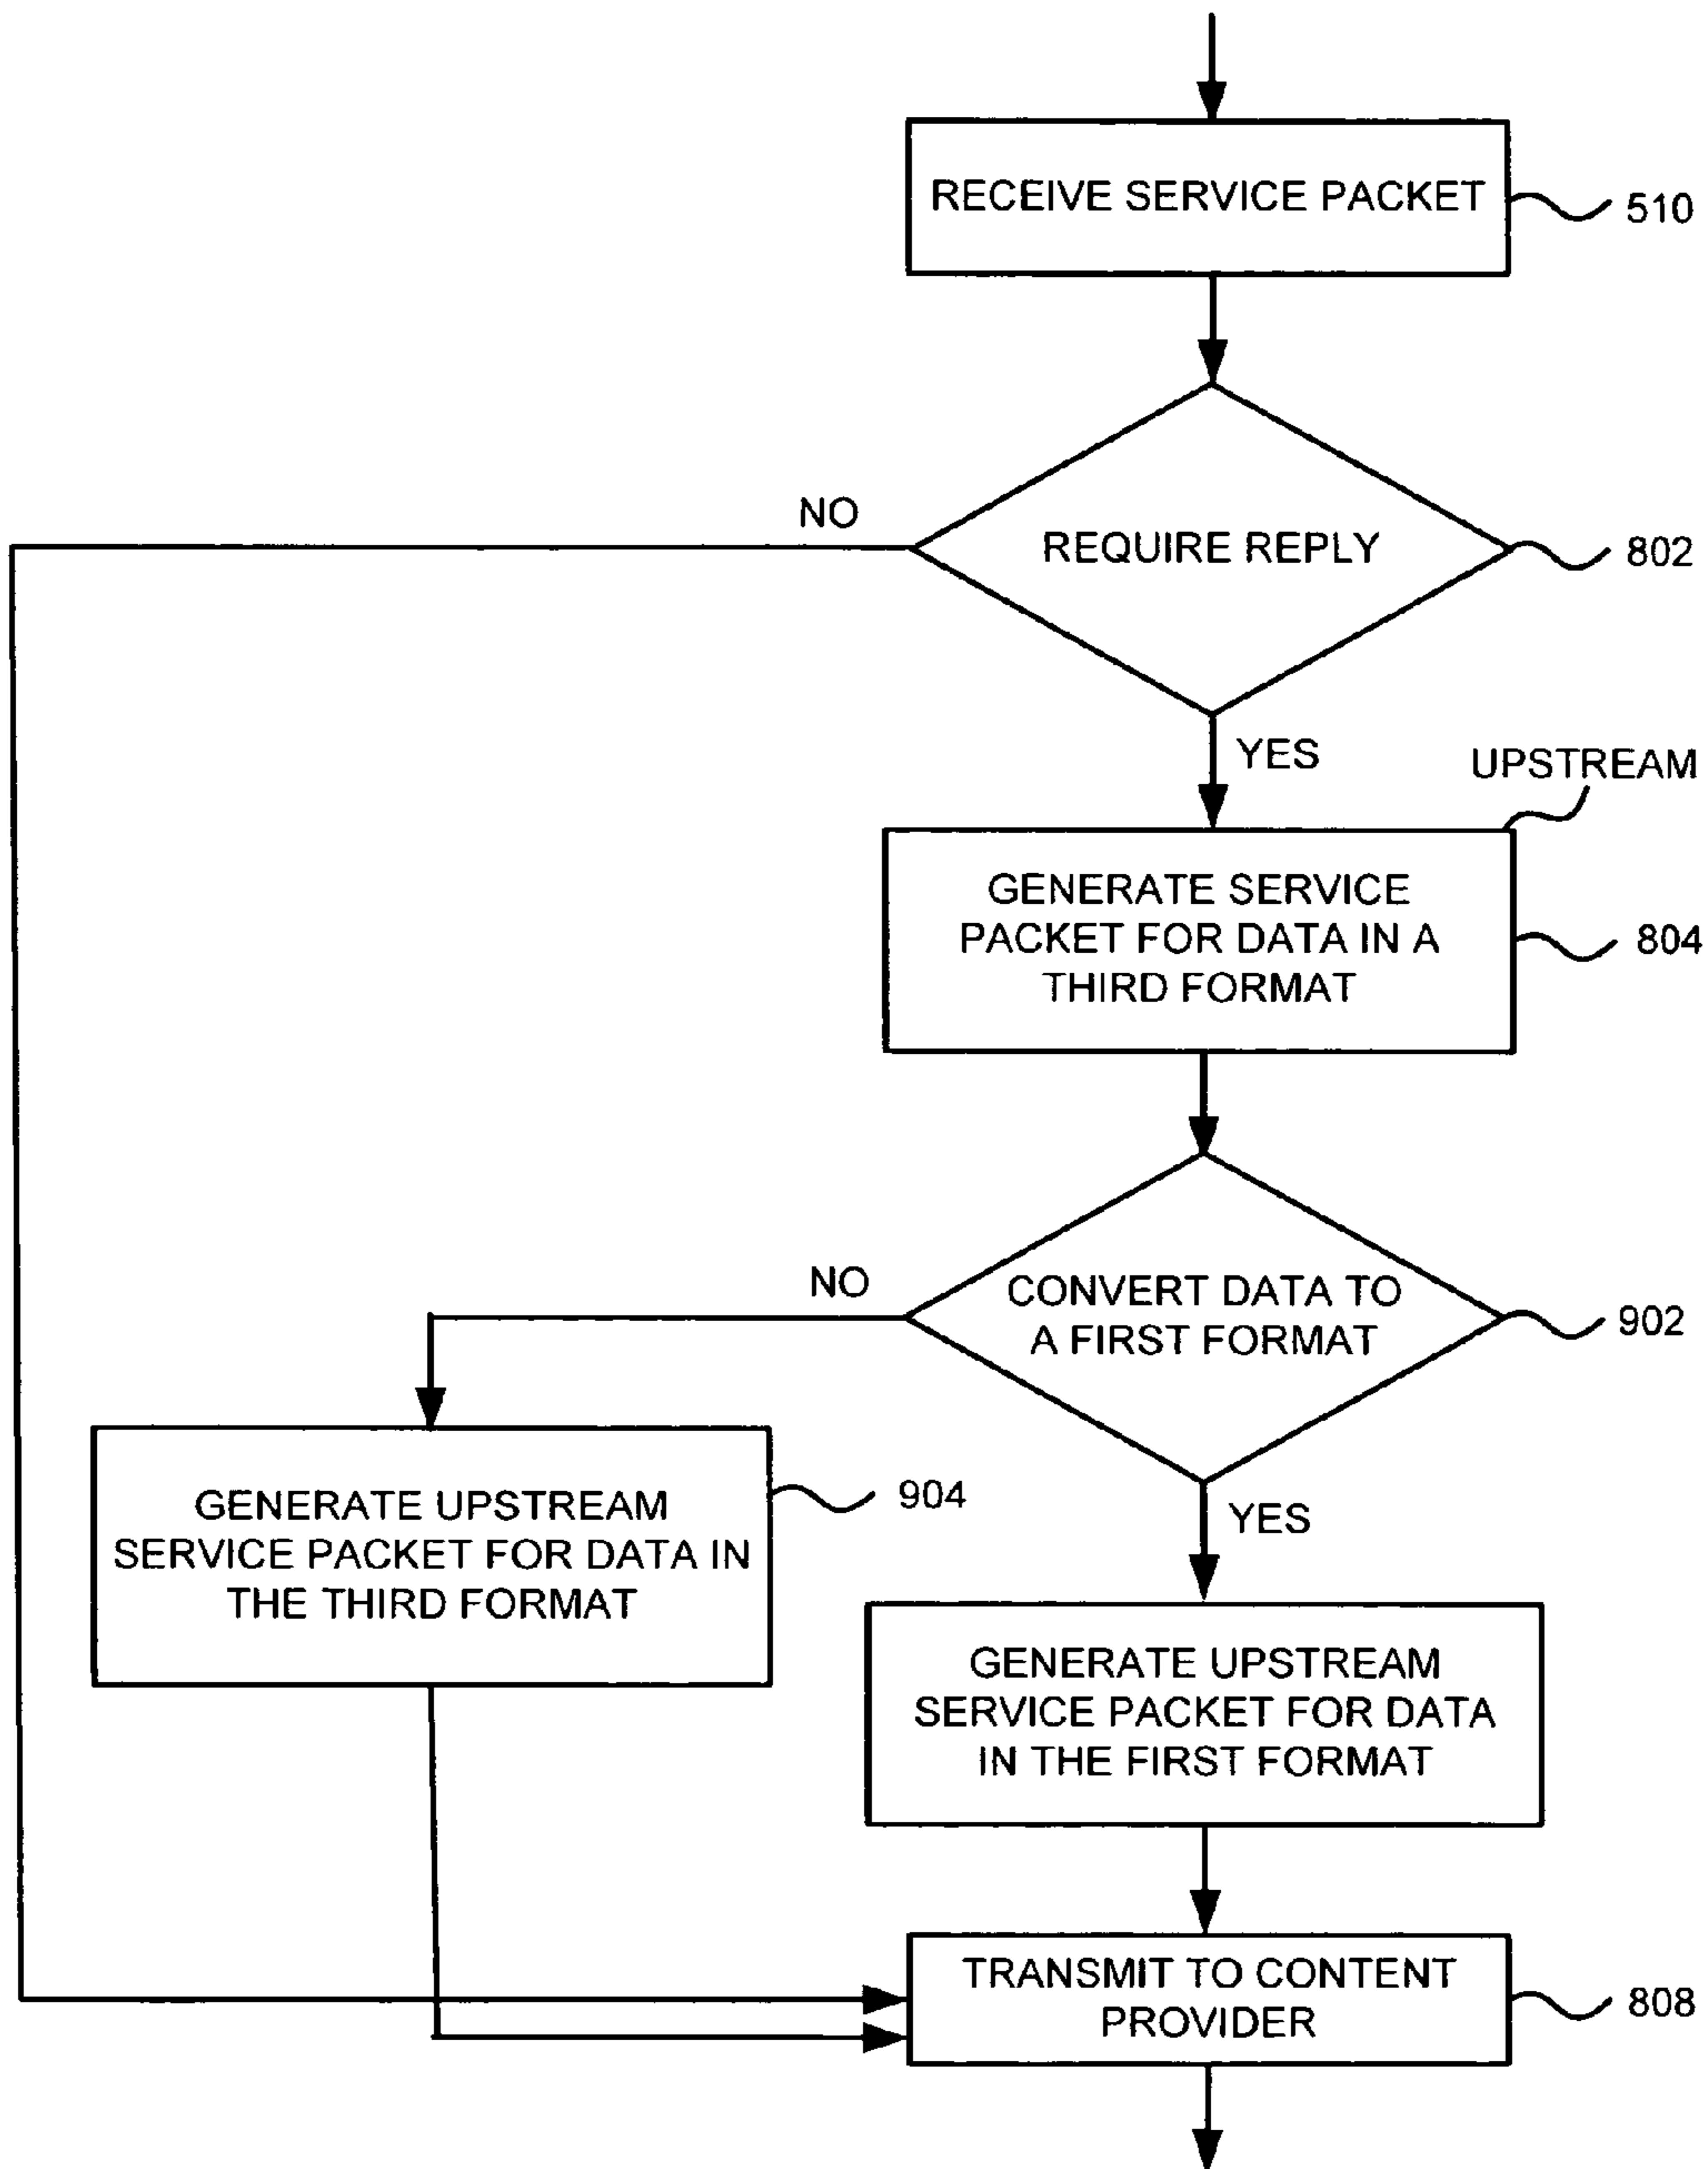 RECEIVE SERVICE PACKET
510
NO
REQUIRE REPLY
802
YES
UPSTREAM
GENERATE SERVICE
PACKET FOR DATA IN A
THIRD FORMAT
804
NO
CONVERT DATA TO
A FIRST FORMAT
902
GENERATE UPSTREAM
SERVICE PACKET FOR DATA IN
THE THIRD FORMAT
904
YES
GENERATE UPSTREAM
SERVICE PACKET FOR DATA
IN THE FIRST FORMAT
TRANSMIT TO CONTENT
PROVIDER
808